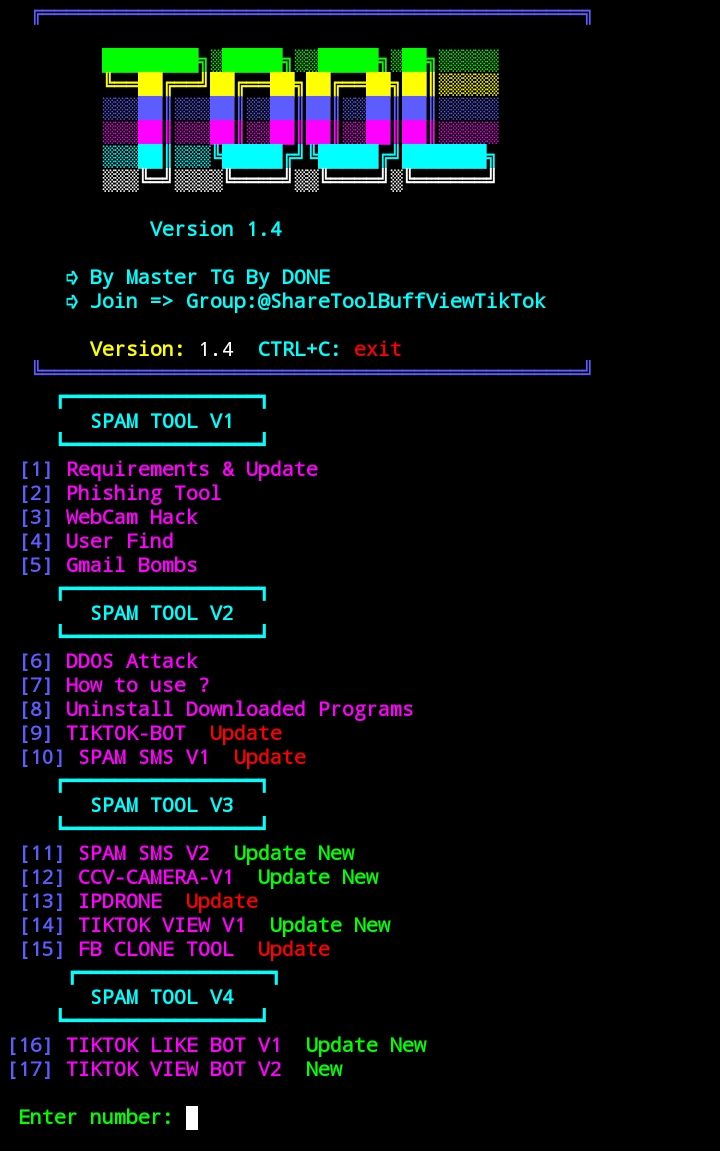 TOOL
Version 1.4
➪ By Master TG By DONE
➪ Join => Group:@ShareToolBuffViewTikTok
Version: 1.4 CTRL+C: exit
SPAM TOOL V1
[1] Requirements & Update
[2] Phishing Tool
[3] WebCam Hack
[4] User Find
[5] Gmail Bombs
SPAM TOOL V2
[6] DDOS Attack
[7] How to use ?
[8] Uninstall Downloaded Programs
[9] TIKTOK-BOT Update
[10] SPAM SMS V1 Update
SPAM TOOL V3
[11] SPAM SMS V2 Update New
[12] CCV-CAMERA-V1 Update New
[13] IPDRONE Update
[14] TIKTOK VIEW V1 Update New
[15] FB CLONE TOOL Update
SPAM TOOL V4
[16] TIKTOK LIKE BOT V1 Update New
[17] TIKTOK VIEW BOT V2 New
Enter number: